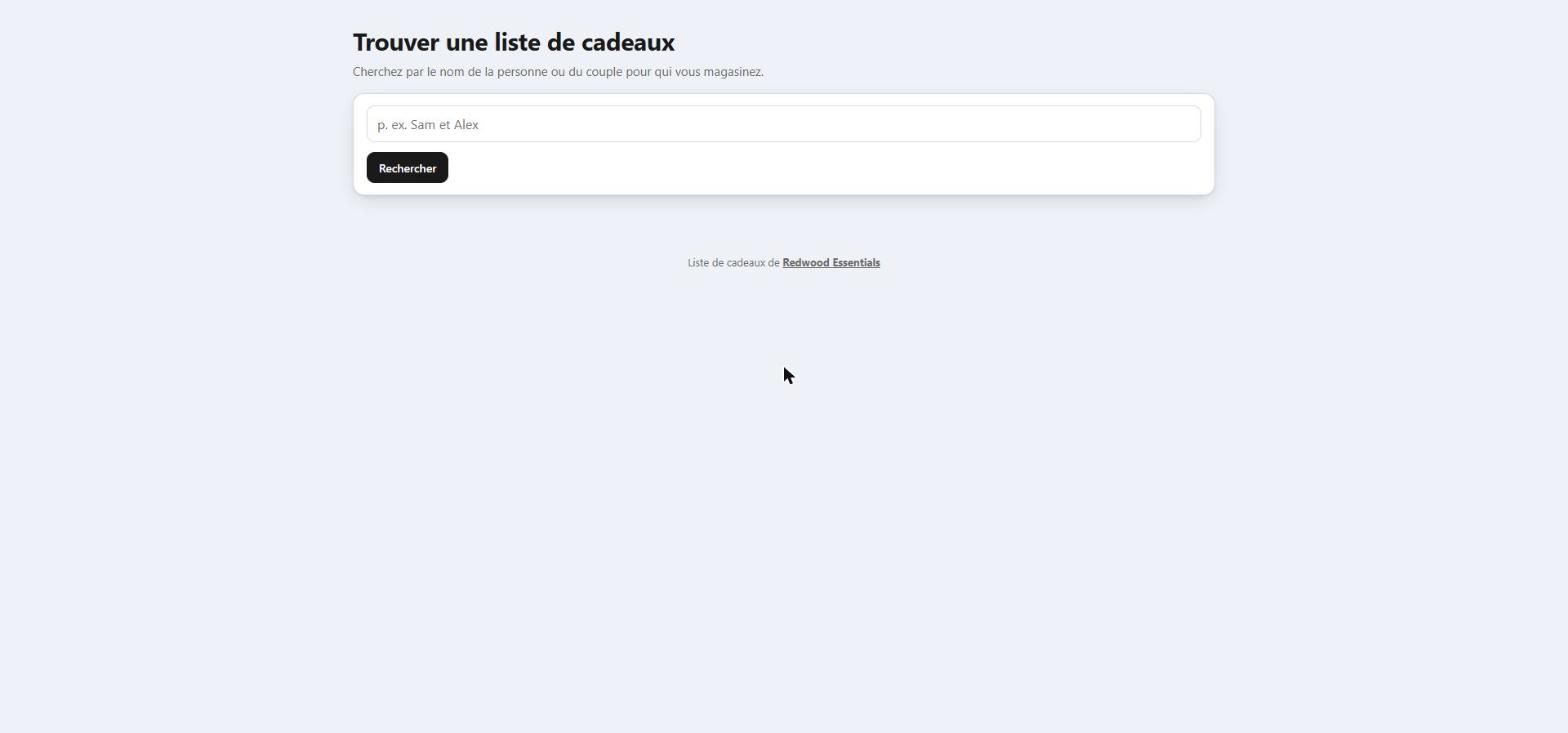 Trouver une liste de cadeaux
Cherchez par le nom de la personne ou du couple pour qui vous magasinez.
p. ex. Sam et Alex
Rechercher
Liste de cadeaux de Redwood Essentials